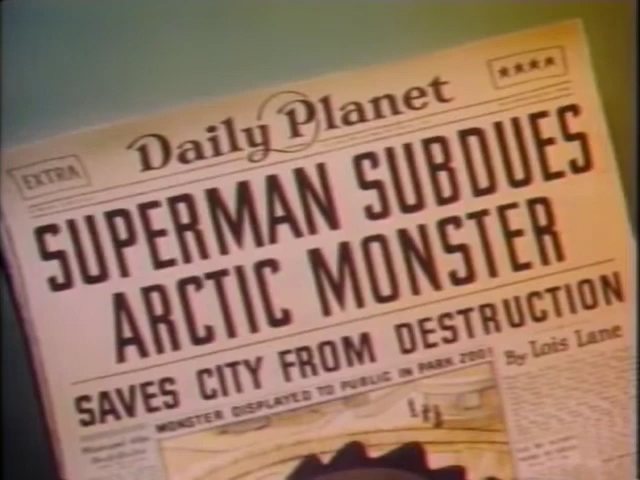 EXTRA
Daily Planet
****
SUPERMAN SUBDUES
ARCTIC MONSTER
SAVES CITY FROM DESTRUCTION
MONSTER DISPLAYED TO PUBLIC IN PARK ZOO!
By Lois Lane